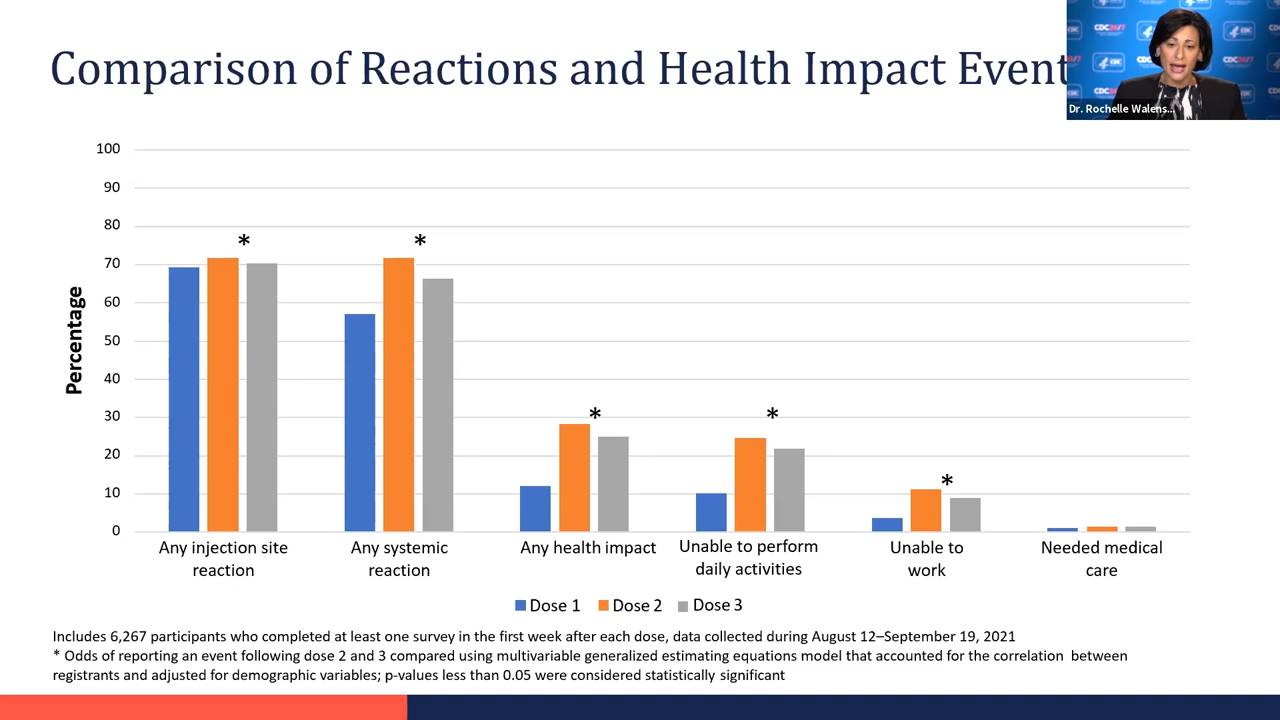 Comparison of Reactions and Health Impact Event
Dr. Rochelle Walens...
100
90
80
70
60
50
40
30
20
10
0
Percentage
*
*
*
*
*
Any injection site
reaction
Any systemic
reaction
Any health impact
Unable to perform
daily activities
Unable to
work
Needed medical
care
Dose 1
Dose 2
Dose 3
Includes 6,267 participants who completed at least one survey in the first week after each dose, data collected during August 12–September 19, 2021
* Odds of reporting an event following dose 2 and 3 compared using multivariable generalized estimating equations model that accounted for the correlation between
registrants and adjusted for demographic variables; p-values less than 0.05 were considered statistically significant